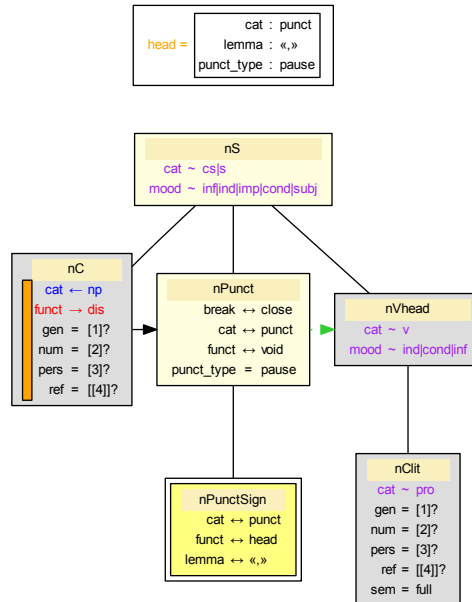 head =
cat : punct
lemma : «,»
punct_type : pause
nS
cat ~ cs|s
mood ~ inf|ind|imp|cond|subj
nC
cat ← np
funct → dis
gen = [1]?
num = [2]?
pers = [3]?
ref = [[4]]?
nPunct
break ↔ close
cat ↔ punct
funct ↔ void
punct_type = pause
nVhead
cat ~ v
mood ~ ind|cond|inf
nPunctSign
cat ↔ punct
funct ↔ head
lemma ↔ «,»
nClit
cat ~ pro
gen = [1]?
num = [2]?
pers = [3]?
ref = [[4]]?
sem = full